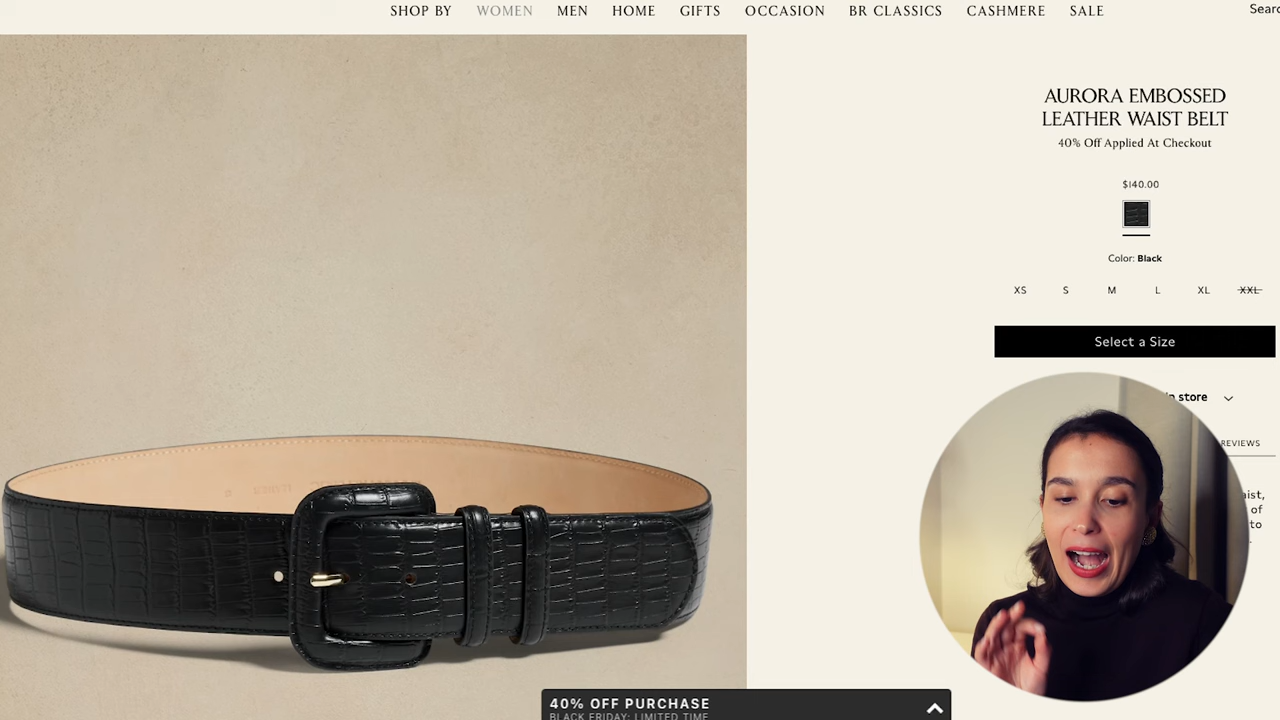 SHOP BY WOMEN MEN HOME GIFTS OCCASION BR CLASSICS CASHMERE SALE
AURORA EMBOSSED
LEATHER WAIST BELT
40% Off Applied At Checkout
$140.00
Color: Black
XS S M L XL XXL
Select a Size
store
REVIEWS
of
to
40% OFF PURCHASE
BLACK FRIDAY: LIMITED TIME